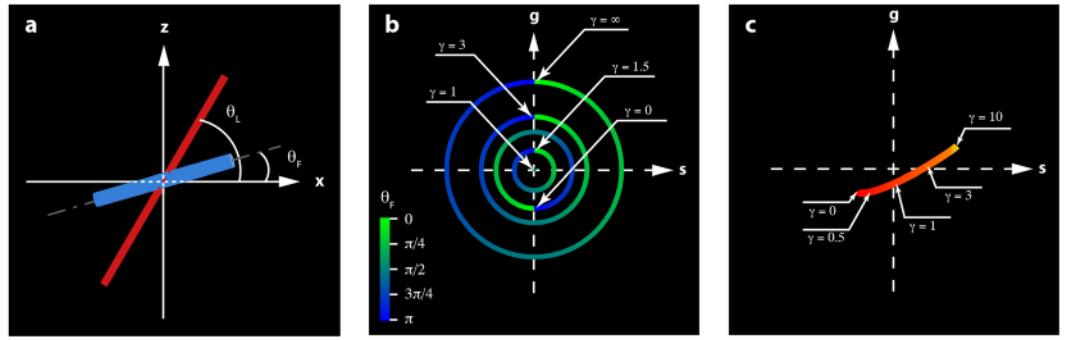 a
z
θL
θF
x
b
g
γ = ∞
γ = 3
γ = 1.5
γ = 1
γ = 0
s
θF
0
π/4
π/2
3π/4
π
c
g
γ = 10
s
γ = 3
γ = 0
γ = 1
γ = 0.5